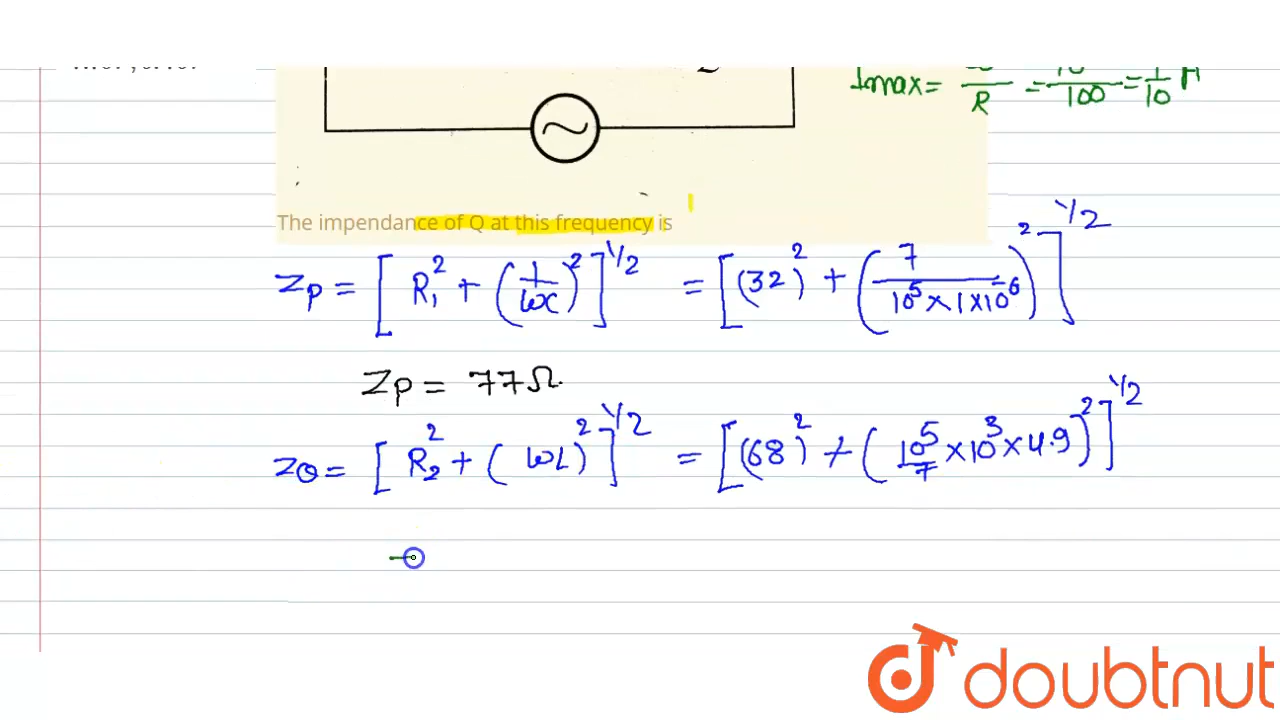 Imax = /R = 10/100 = 1/10 A
The impendance of Q at this frequency is
Zp = [R₁² + (1/ωC)²]^1/2 = [(32)² + (7/10⁵×1×10⁻⁶)²]^1/2
Zp = 77Ω.
ZQ = [R₂² + (ωL)²]^1/2 = [(68)² + (10⁵/7 × 10³ × 4.9)²]^1/2
doubtnut